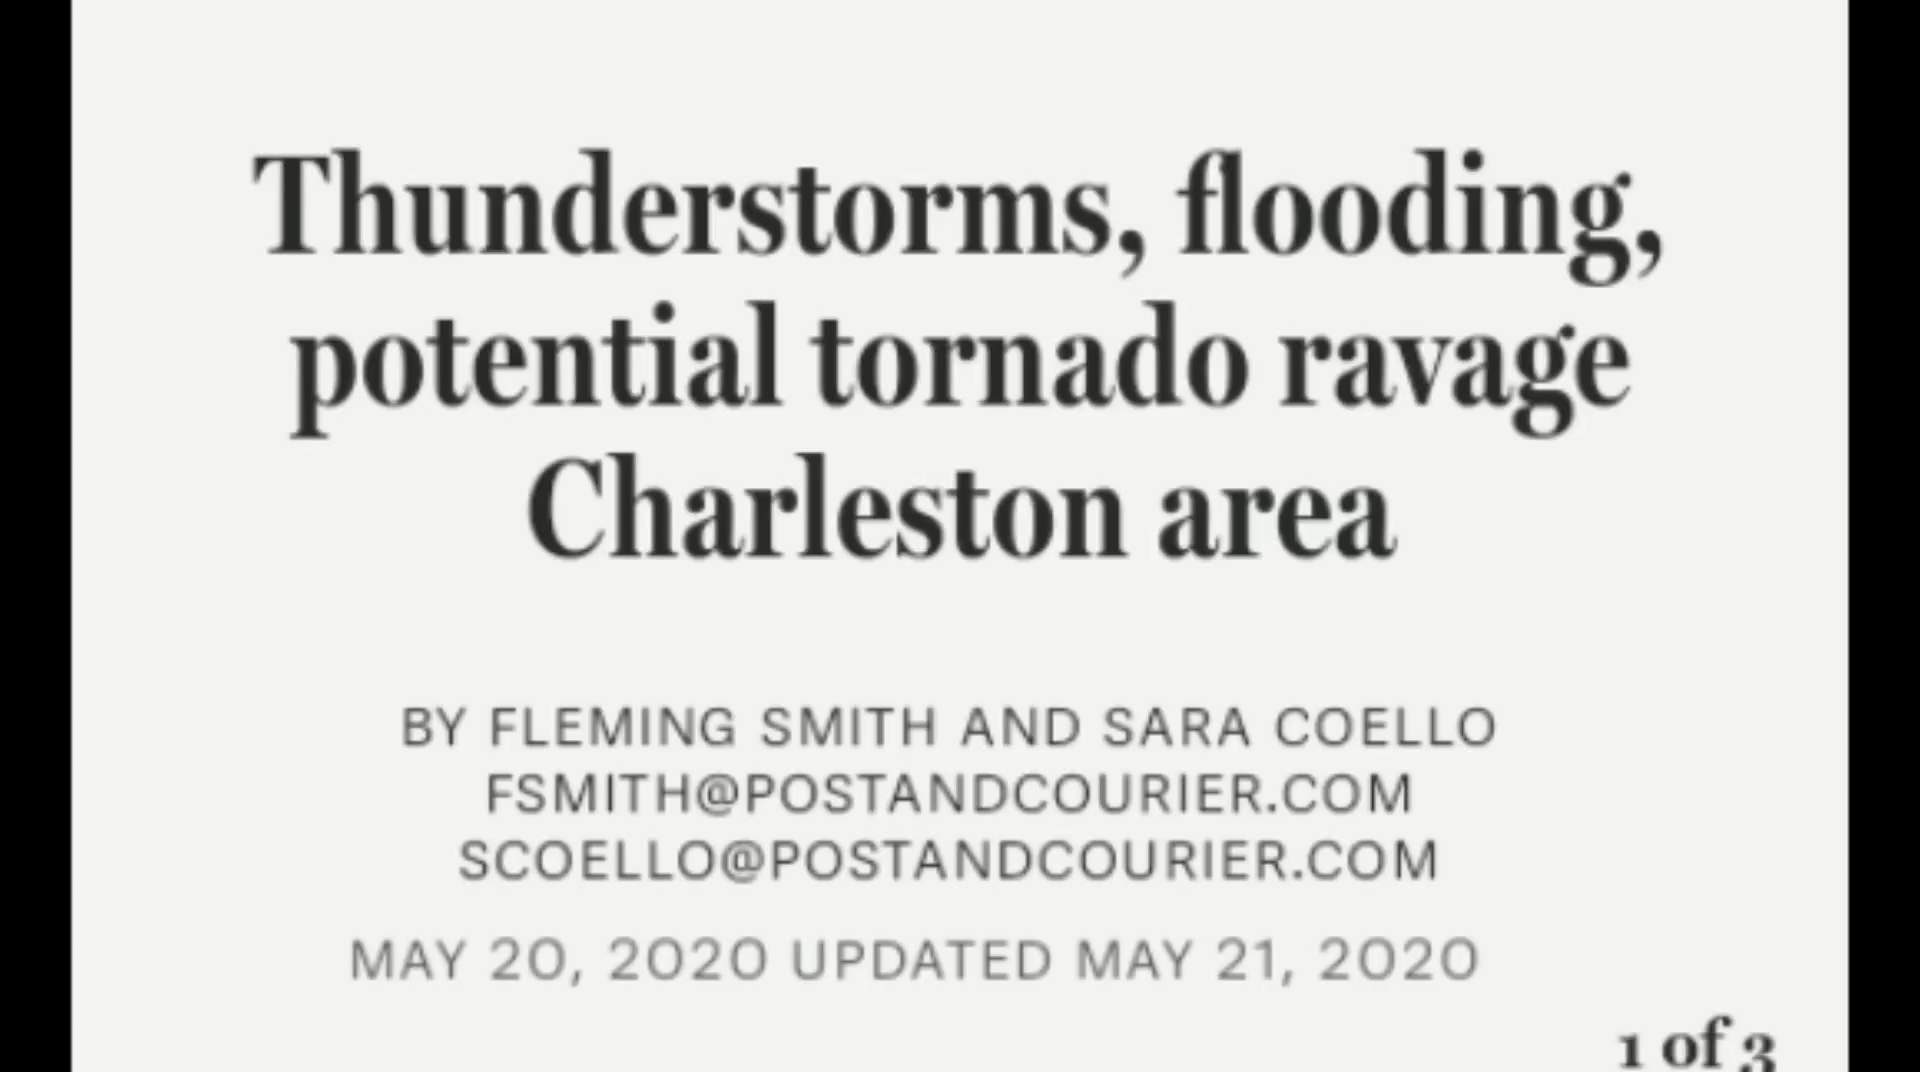 Thunderstorms, flooding,
potential tornado ravage
Charleston area
BY FLEMING SMITH AND SARA COELLO
FSMITH@POSTANDCOURIER.COM
SCOELLO@POSTANDCOURIER.COM
MAY 20, 2020 UPDATED MAY 21, 2020
1 of 3